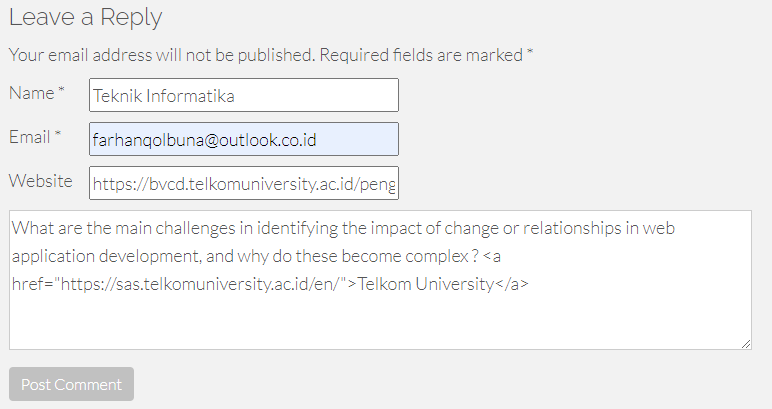 Leave a Reply
Your email address will not be published. Required fields are marked *
Name * Teknik Informatika
Email * farhanqolbuna@outlook.co.id
Website https://bvcd.telkomuniversity.ac.id/peng
What are the main challenges in identifying the impact of change or relationships in web
application development, and why do these become complex ? <a
href="https://sas.telkomuniversity.ac.id/en/">Telkom University</a>
Post Comment